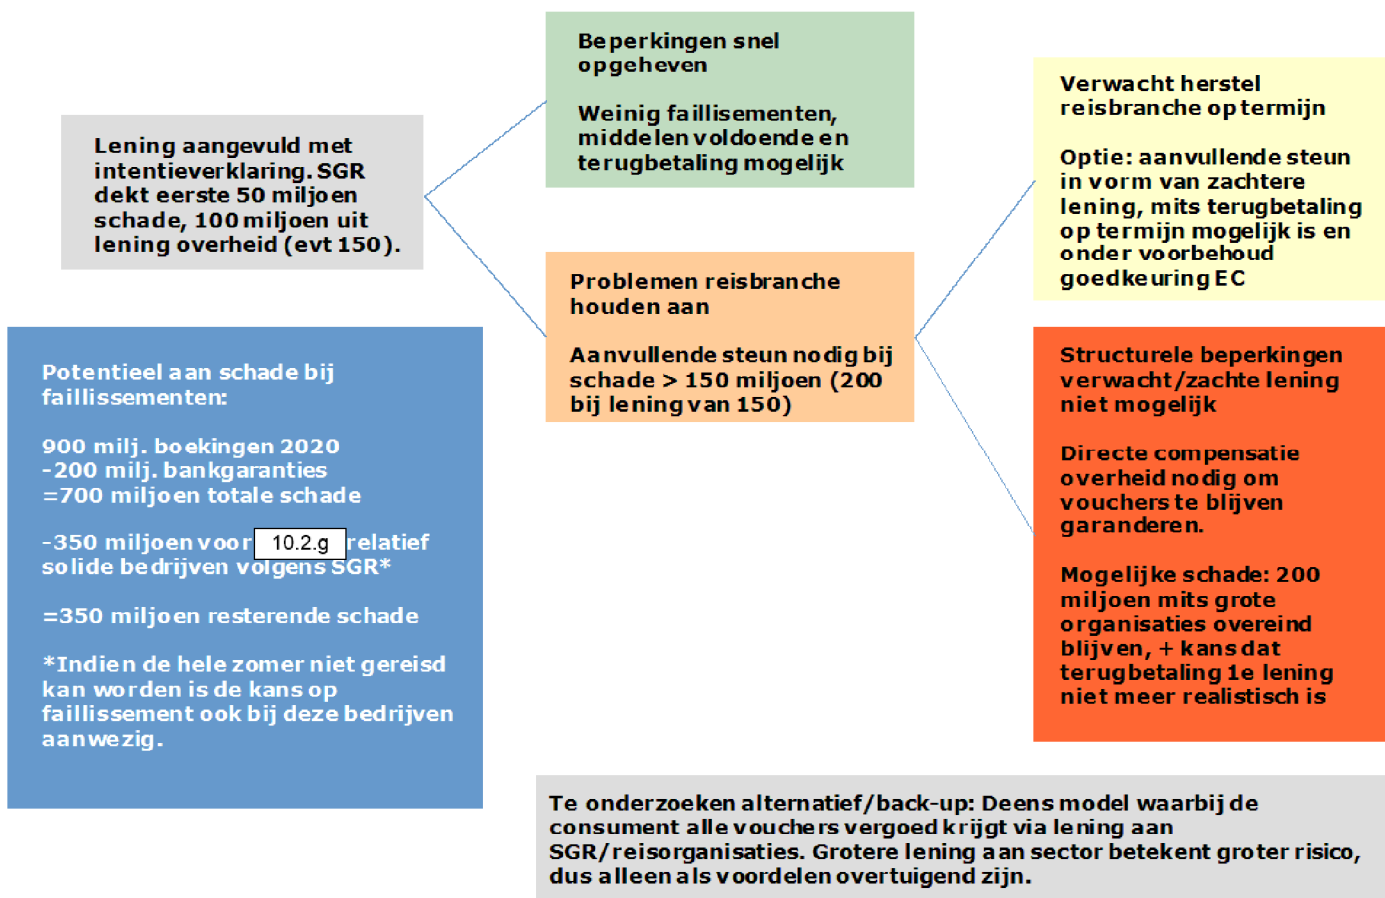 Lening aangevuld met
intentieverklaring. SGR
dekt eerste 50 miljoen
schade, 100 miljoen uit
lening overheid (evt 150).
Beperkingen snel
opgeheven
Weinig faillisementen,
middelen voldoende en
terugbetaling mogelijk
Problemen reisbranche
houden aan
Aanvullende steun nodig bij
schade > 150 miljoen (200
bij lening van 150)
Verwacht herstel
reisbranche op termijn
Optie: aanvullende steun
in vorm van zachtere
lening, mits terugbetaling
op termijn mogelijk is en
onder voorbehoud
goedkeuring EC
Structurele beperkingen
verwacht/zachte lening
niet mogelijk
Directe compensatie
overheid nodig om
vouchers te blijven
garanderen.
Mogelijke schade: 200
miljoen mits grote
organisaties overeind
blijven, + kans dat
terugbetaling 1e lening
niet meer realistisch is
Potentieel aan schade bij
faillissementen:
900 milj. boekingen 2020
-200 milj. bankgaranties
=700 miljoen totale schade
-350 miljoen voor 10.2.g relatief
solide bedrijven volgens SGR*
=350 miljoen resterende schade
*Indien de hele zomer niet gereisd
kan worden is de kans op
faillissement ook bij deze bedrijven
aanwezig.
Te onderzoeken alternatief/back-up: Deens model waarbij de
consument alle vouchers vergoed krijgt via lening aan
SGR/reisorganisaties. Grotere lening aan sector betekent groter risico,
dus alleen als voordelen overtuigend zijn.